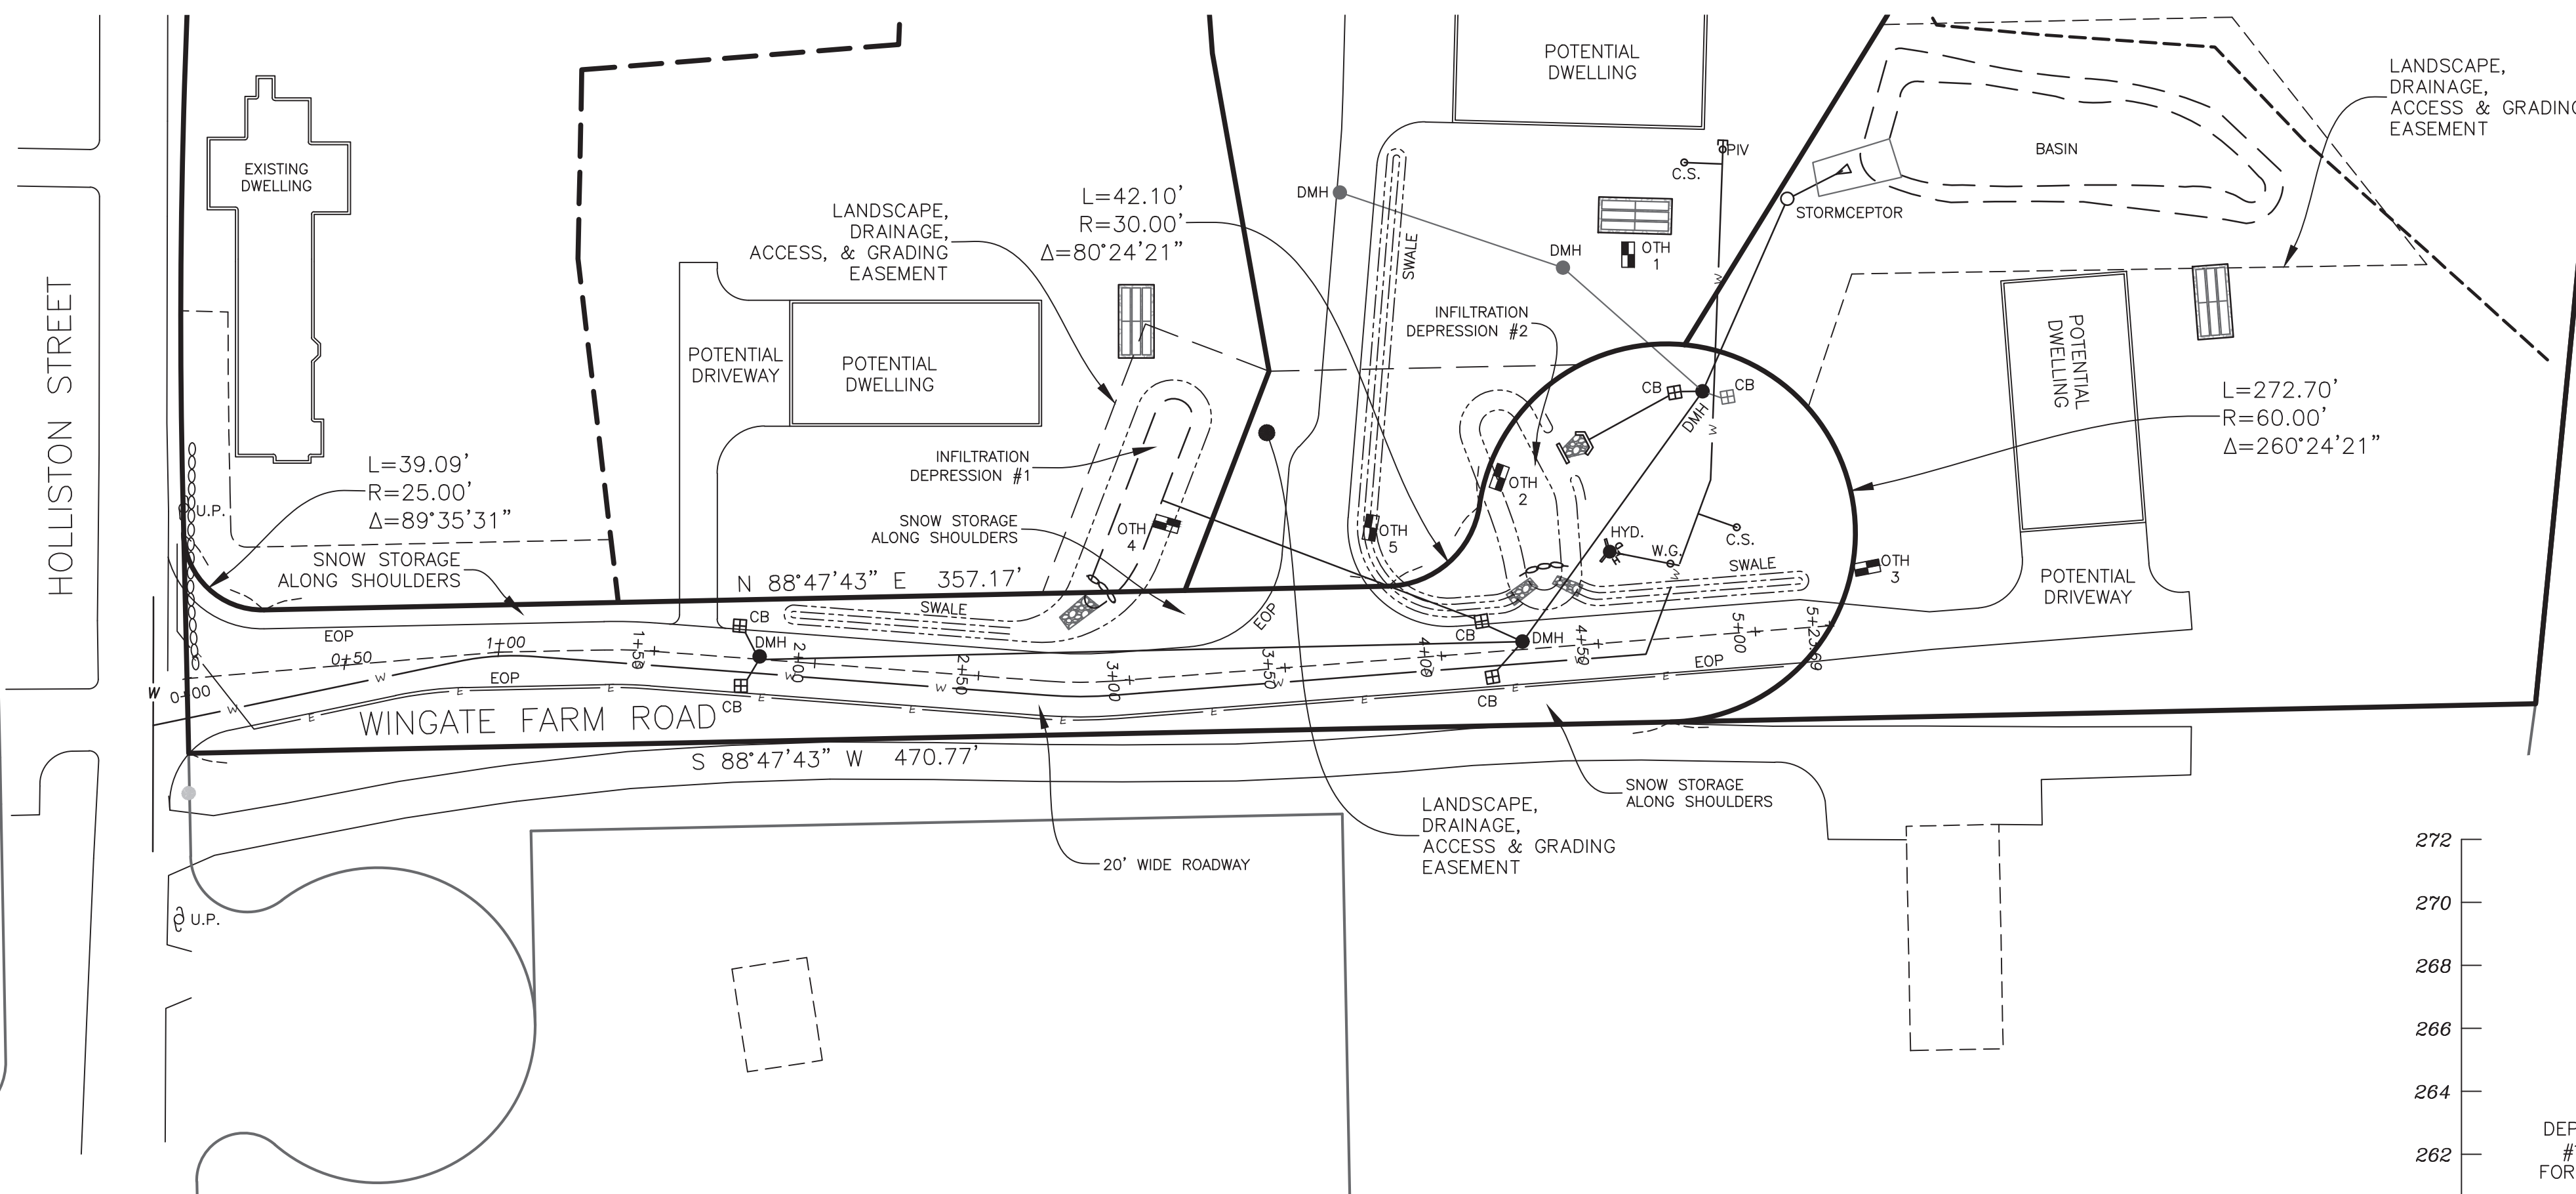 POTENTIAL
DWELLING
LANDSCAPE,
DRAINAGE,
ACCESS & GRADING
EASEMENT
EXISTING
DWELLING
PIV
C.S.
BASIN
DMH
STORMCEPTOR
L=42.10'
R=30.00'
Δ=80°24'21"
LANDSCAPE,
DRAINAGE,
ACCESS, & GRADING
EASEMENT
SWALE
DMH
OTH
1
W
HOLLISTON STREET
INFILTRATION
DEPRESSION #2
POTENTIAL
DRIVEWAY
POTENTIAL
DWELLING
POTENTIAL
DWELLING
CB
CB
DMH
W
L=272.70'
R=60.00'
Δ=260°24'21"
L=39.09'
R=25.00'
Δ=89°35'31"
INFILTRATION
DEPRESSION #1
OTH
2
U.P.
SNOW STORAGE
ALONG SHOULDERS
OTH
4
OTH
5
HYD.
W.G.
C.S.
W
SWALE
OTH
3
POTENTIAL
DRIVEWAY
SNOW STORAGE
ALONG SHOULDERS
N 88°47'43" E 357.17'
SWALE
EOP
CB
DMH
CB
DMH
EOP
0+00
0+50
1+00
1+50
2+00
2+50
3+00
3+50
4+00
4+50
5+00
5+23.69
W
W
W
W
W
W
W
W
EOP
EOP
E
E
E
E
E
E
E
E
E
E
CB
CB
WINGATE FARM ROAD
S 88°47'43" W 470.77'
SNOW STORAGE
ALONG SHOULDERS
LANDSCAPE,
DRAINAGE,
ACCESS & GRADING
EASEMENT
20' WIDE ROADWAY
U.P.
272
270
268
266
264
262
DEP
#
FOR